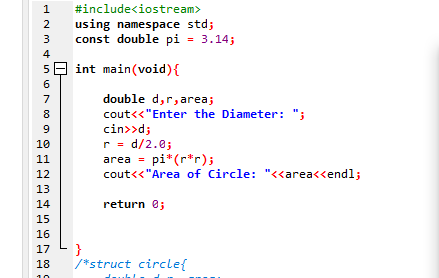 1 #include<iostream>
2 using namespace std;
3 const double pi = 3.14;
4
5 int main(void){
6
7 double d,r,area;
8 cout<<"Enter the Diameter: ";
9 cin>>d;
10 r = d/2.0;
11 area = pi*(r*r);
12 cout<<"Area of Circle: "<<area<<endl;
13
14 return 0;
15
16
17 }
18 /*struct circle{